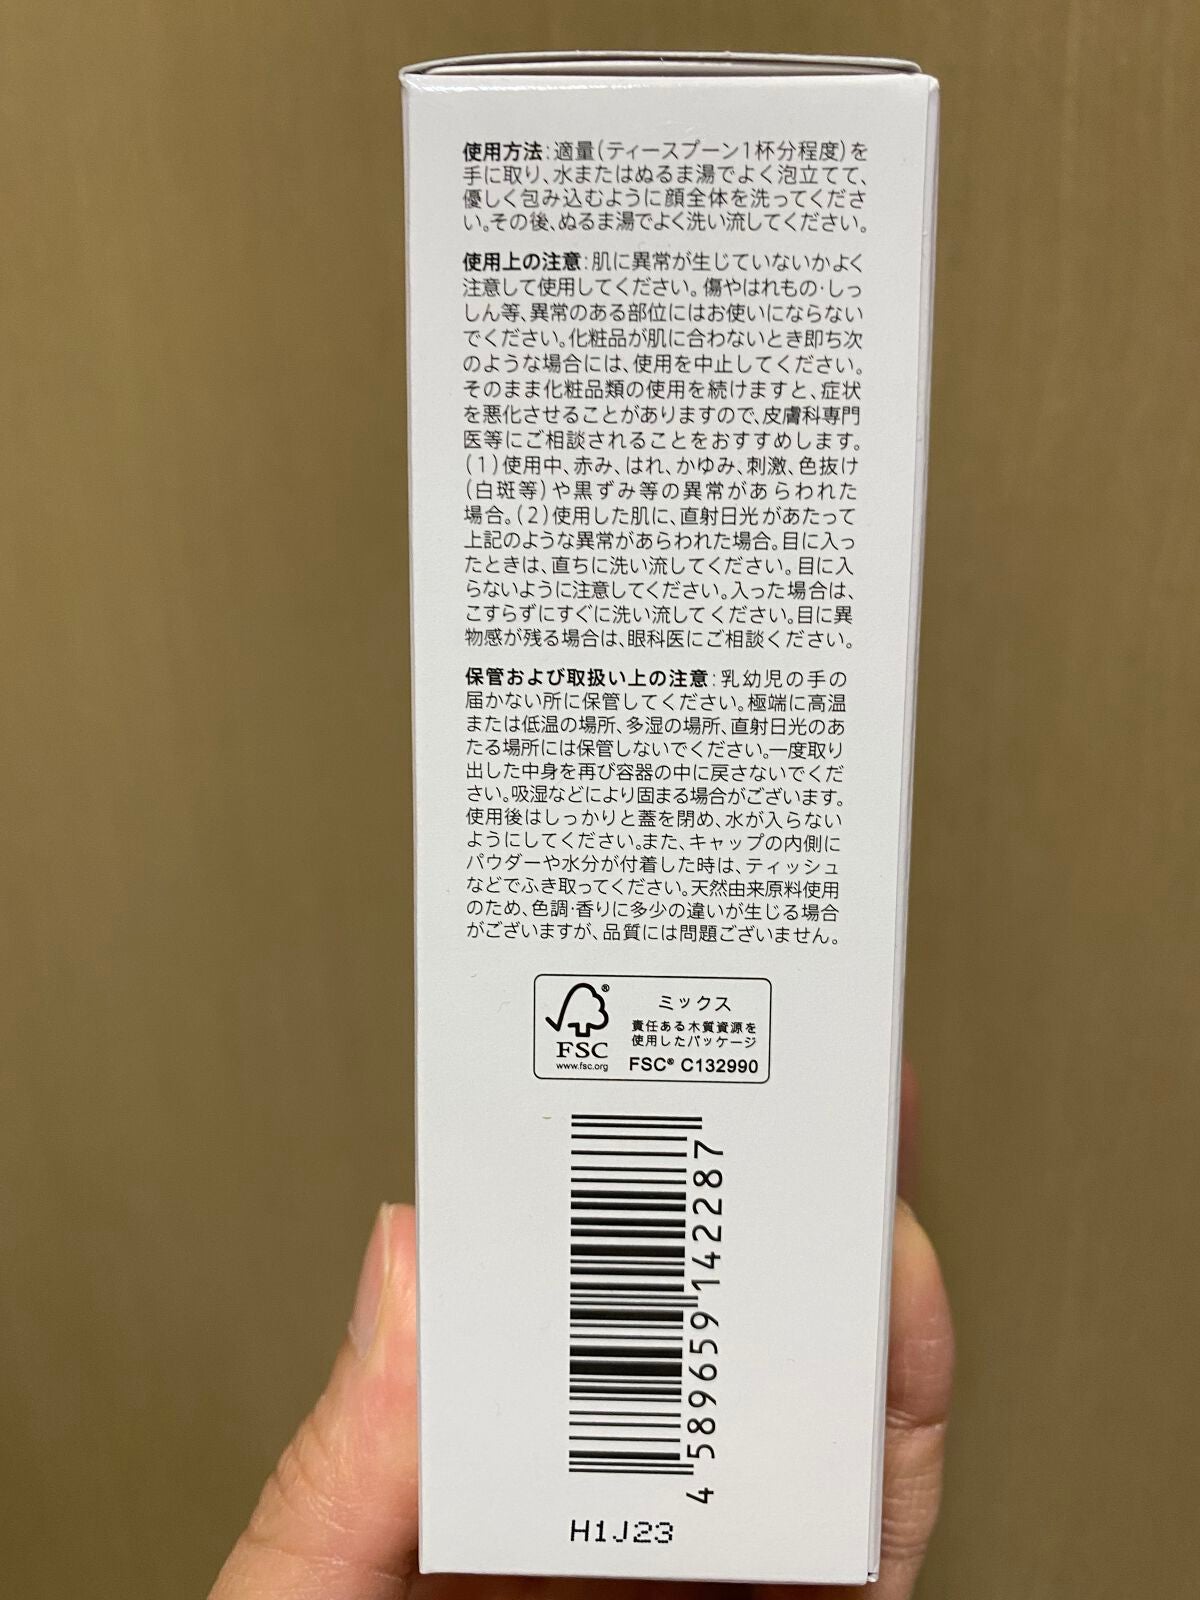 使用方法:適量(ティースプーン1杯分程度)を
手に取り、水またはぬるま湯でよく泡立てて、
優しく包み込むように顔全体を洗ってくださ
い。その後、ぬるま湯でよく洗い流してください。
使用上の注意:肌に異常が生じていないかよく
注意して使用してください。傷やはれもの・しっ
しん等、異常のある部位にはお使いにならない
でください。化粧品が肌に合わないとき即ち次
のような場合には、使用を中止してください。
そのまま化粧品類の使用を続けますと、症状
を悪化させることがありますので、皮膚科専門
医等にご相談されることをおすすめします。
(1)使用中、赤み、はれ、かゆみ、刺激、色抜け
(白斑等)や黒ずみ等の異常があらわれた
場合。(2)使用した肌に、直射日光があたって
上記のような異常があらわれた場合。目に入っ
たときは、直ちに洗い流してください。目に入
らないように注意してください。入った場合は、
こすらずにすぐに洗い流してください。目に異
物感が残る場合は、眼科医にご相談ください。
保管および取扱い上の注意:乳幼児の手の
届かない所に保管してください。極端に高温
または低温の場所、多湿の場所、直射日光のあ
たる場所には保管しないでください。一度取り
出した中身を再び容器の中に戻さないでくだ
さい。吸湿などにより固まる場合がございます。
使用後はしっかりと蓋を閉め、水が入らない
ようにしてください。また、キャップの内側に
パウダーや水分が付着した時は、ティッシュ
などでふき取ってください。天然由来原料使用
のため、色調・香りに多少の違いが生じる場合
がございますが、品質には問題ございません。
ミックス
責任ある木質資源を
使用したパッケージ
FSC® C132990
®
FSC
www.fsc.org
4 589659 142287
H1J23